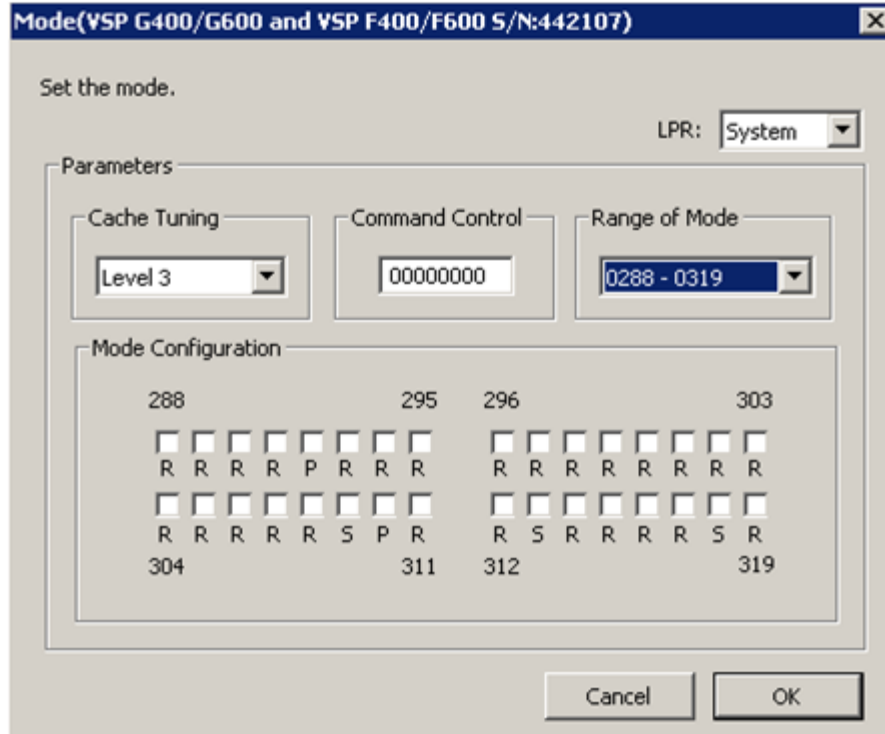 Mode(VSP G400/G600 and VSP F400/F600 S/N:442107)
Set the mode.
LPR: System
Parameters
Cache Tuning Command Control Range of Mode
Level 3 00000000 0288 - 0319
Mode Configuration
288 295 296 303
R R R R P R R R R R R R R R R R
R R R R R S P R R S R R R R S R
304 311 312 319
Cancel OK